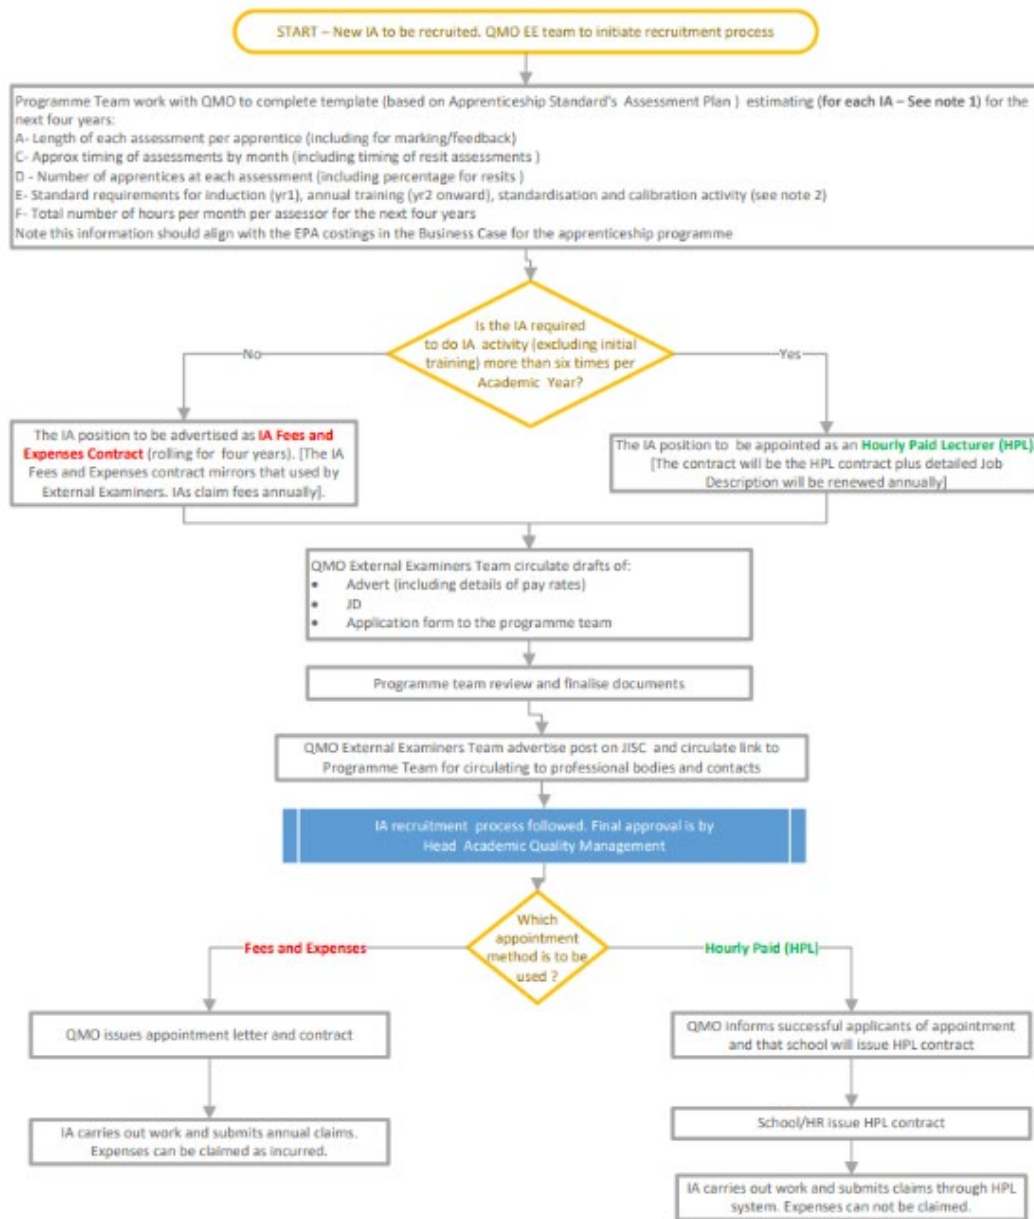 START – New IA to be recruited. QMO EE team to initiate recruitment process
Programme Team work with QMO to complete template (based on Apprenticeship Standard's Assessment Plan ) estimating (for each IA – See note 1) for the
next four years:
A- Length of each assessment per apprentice (including for marking/feedback)
C- Approx timing of assessments by month (including timing of resit assessments )
D - Number of apprentices at each assessment (including percentage for resits )
E- Standard requirements for induction (yr1), annual training (yr2 onward), standardisation and calibration activity (see note 2)
F- Total number of hours per month per assessor for the next four years
Note this information should align with the EPA costings in the Business Case for the apprenticeship programme
Is the IA required
to do IA activity (excluding initial
training) more than six times per
Academic Year?
No
Yes
The IA position to be advertised as IA Fees and
Expenses Contract (rolling for four years). [The IA
Fees and Expenses contract mirrors that used by
External Examiners. IAs claim fees annually].
The IA position to be appointed as an Hourly Paid Lecturer (HPL)
[The contract will be the HPL contract plus detailed Job
Description will be renewed annually]
QMO External Examiners Team circulate drafts of:
• Advert (including details of pay rates)
• JD
• Application form to the programme team
Programme team review and finalise documents
QMO External Examiners Team advertise post on JISC and circulate link to
Programme Team for circulating to professional bodies and contacts
IA recruitment process followed. Final approval is by
Head Academic Quality Management
Which
appointment
method is to be
used ?
Fees and Expenses
Hourly Paid (HPL)
QMO issues appointment letter and contract
IA carries out work and submits annual claims.
Expenses can be claimed as incurred.
QMO informs successful applicants of appointment
and that school will issue HPL contract
School/HR issue HPL contract
IA carries out work and submits claims through HPL
system. Expenses can not be claimed.